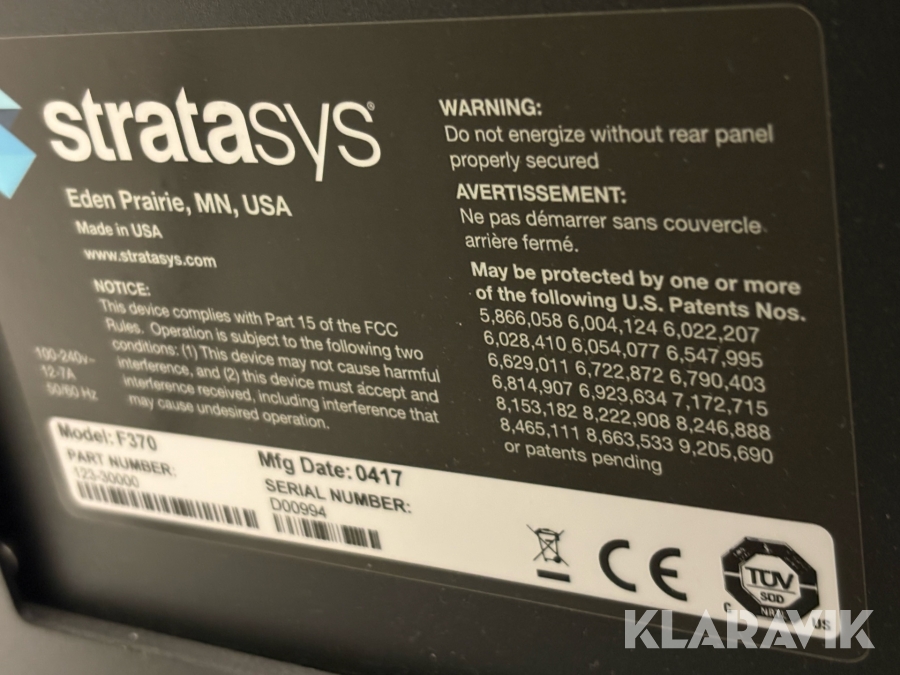 stratasys®
Eden Prairie, MN, USA
Made in USA
www.stratasys.com
NOTICE:
This device complies with Part 15 of the FCC
Rules. Operation is subject to the following two
conditions: (1) This device may not cause harmful
interference, and (2) this device must accept and
interference received, including interference that
may cause undesired operation.
100-240v~
12-7A
50/60 Hz
WARNING:
Do not energize without rear panel
properly secured
AVERTISSEMENT:
Ne pas démarrer sans couvercle
arrière fermé.
May be protected by one or more
of the following U.S. Patents Nos.
5,866,058 6,004,124 6,022,207
6,028,410 6,054,077 6,547,995
6,629,011 6,722,872 6,790,403
6,814,907 6,923,634 7,172,715
8,153,182 8,222,908 8,246,888
8,465,111 8,663,533 9,205,690
or patents pending
Model: F370
PART NUMBER:
123-30000
Mfg Date: 0417
SERIAL NUMBER:
D00994
CE
TÜV
SÜD
C US
KLARAVIK